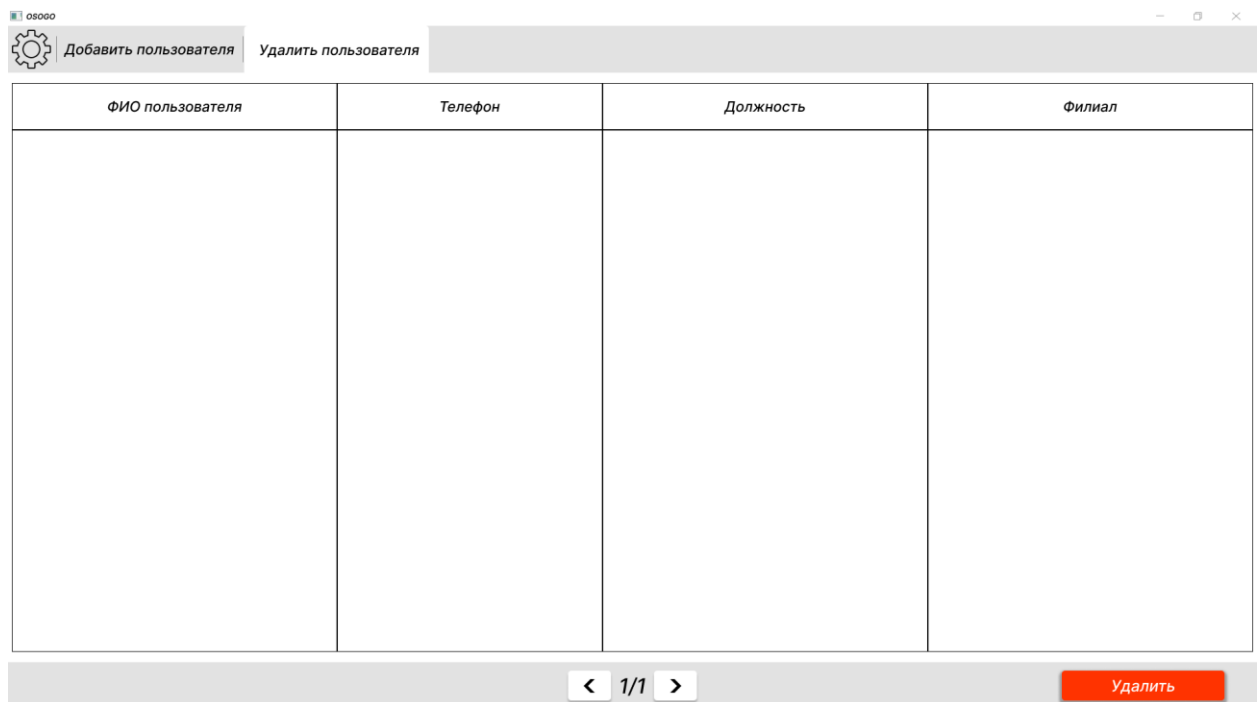 OSOGO
Добавить пользователя
Удалить пользователя
ФИО пользователя
Телефон
Должность
Филиал
1/1
Удалить